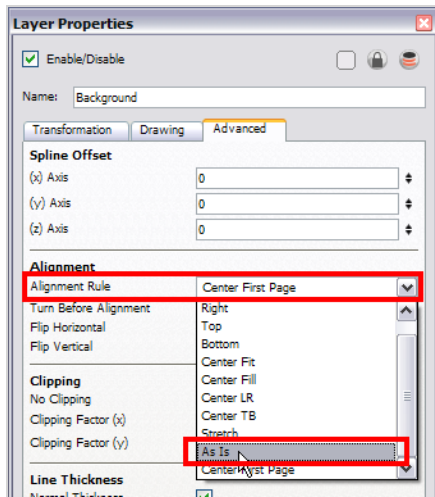 Layer Properties
Enable/Disable
Name: Background
Transformation Drawing Advanced
Spline Offset
(x) Axis 0
(y) Axis 0
(z) Axis 0
Alignment
Alignment Rule Center First Page
Turn Before Alignment Right
Flip Horizontal Top
Flip Vertical Bottom
Center Fit
Clipping Center Fill
No Clipping Center LR
Clipping Factor (x) Center TB
Stretch
Clipping Factor (y) As Is
Center First Page
Line Thickness
Normal Thickness